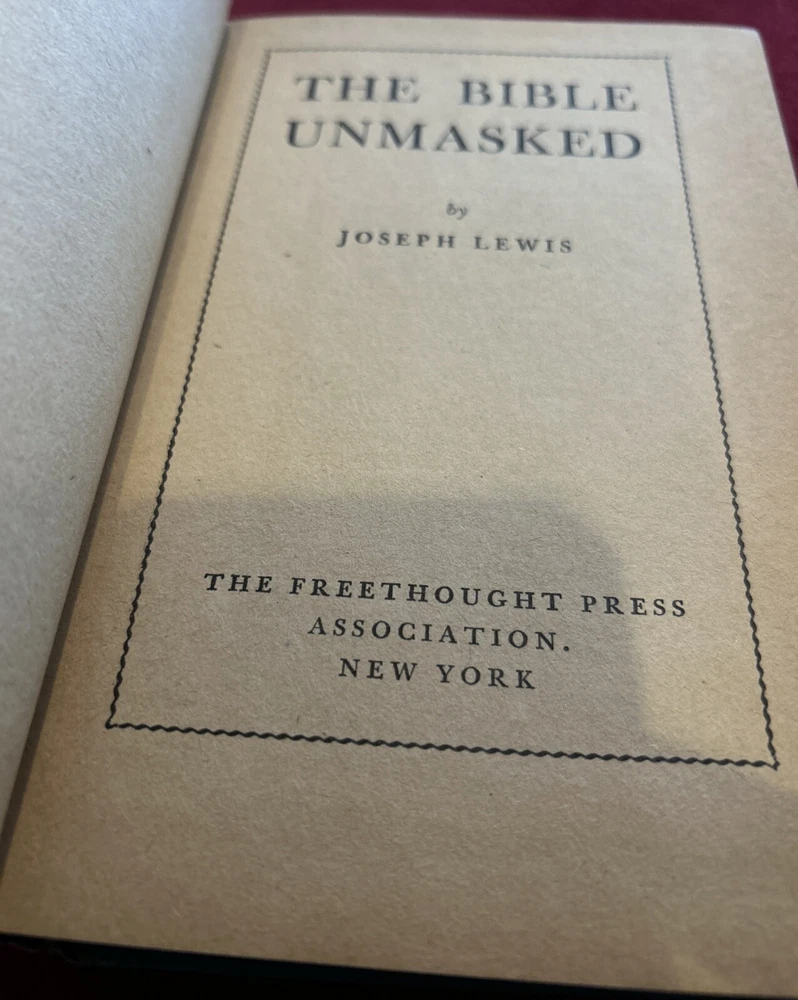 THE BIBLE
UNMASKED
by
JOSEPH LEWIS
THE FREETHOUGHT PRESS
ASSOCIATION.
NEW YORK